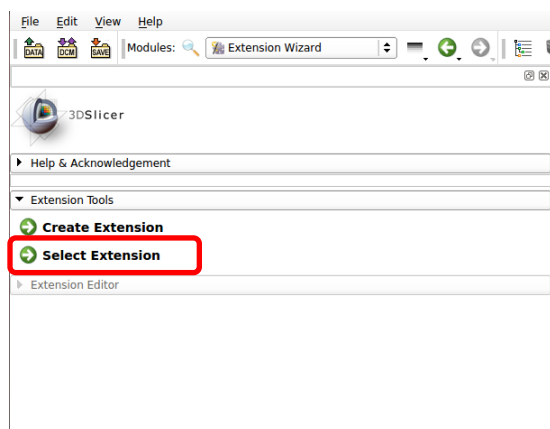 File Edit View Help
DATA DCM SAVE Modules: Extension Wizard
3DSlicer
Help & Acknowledgement
Extension Tools
Create Extension
Select Extension
Extension Editor